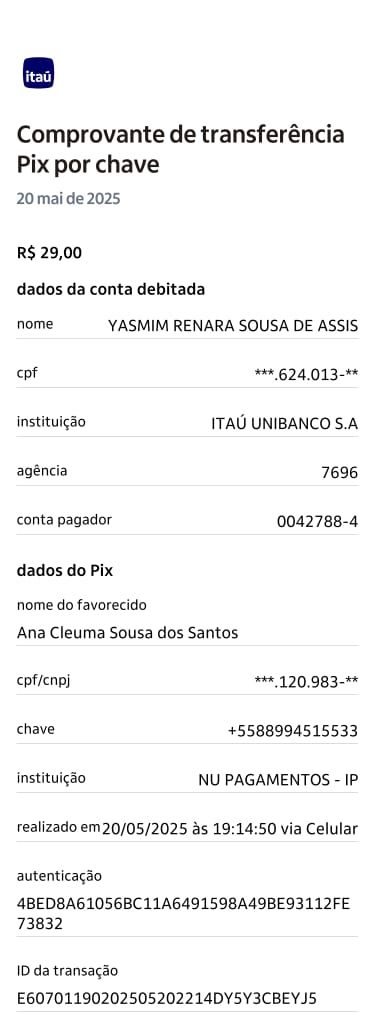 itaú
Comprovante de transferência
Pix por chave
20 mai de 2025
R$ 29,00
dados da conta debitada
nome YASMIM RENARA SOUSA DE ASSIS
cpf ***.624.013-**
instituição ITAÚ UNIBANCO S.A
agência 7696
conta pagador 0042788-4
dados do Pix
nome do favorecido
Ana Cleuma Sousa dos Santos
cpf/cnpj ***.120.983-**
chave +5588994515533
instituição NU PAGAMENTOS - IP
realizado em 20/05/2025 às 19:14:50 via Celular
autenticação
4BED8A61056BC11A6491598A49BE93112FE
73832
ID da transação
E60701190202505202214DY5Y3CBEYJ5